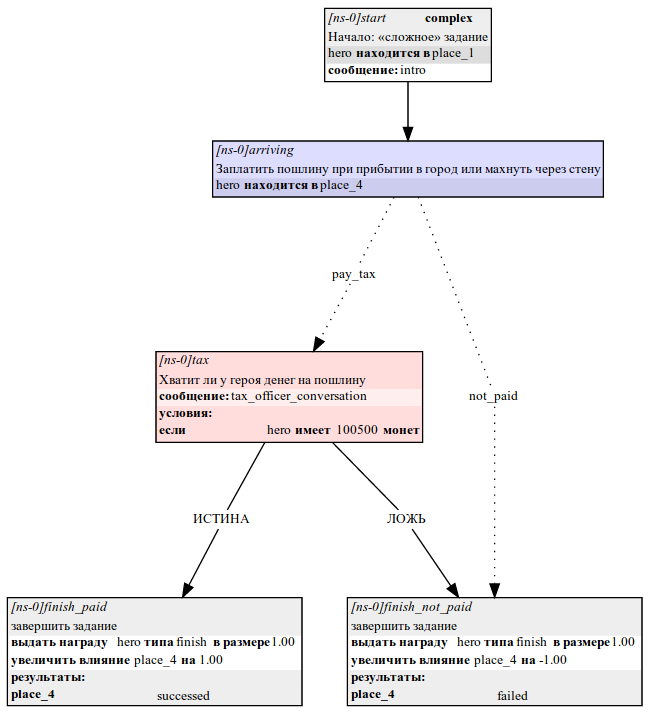 [ns-0]start complex
Начало: «сложное» задание
hero находится в place_1
сообщение: intro
[ns-0]arriving
Заплатить пошлину при прибытии в город или махнуть через стену
hero находится в place_4
pay_tax
[ns-0]tax
Хватит ли у героя денег на пошлину
сообщение: tax_officer_conversation
условия:
если hero имеет 100500 монет
not_paid
ИСТИНА
ЛОЖЬ
[ns-0]finish_paid
завершить задание
выдать награду hero типа finish в размере 1.00
увеличить влияние place_4 на 1.00
результаты:
place_4 successed
[ns-0]finish_not_paid
завершить задание
выдать награду hero типа finish в размере 1.00
увеличить влияние place_4 на -1.00
результаты:
place_4 failed